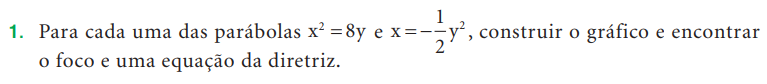 1. Para cada uma das parábolas x² = 8y e x = −1/2 y², construir o gráfico e encontrar
o foco e uma equação da diretriz.